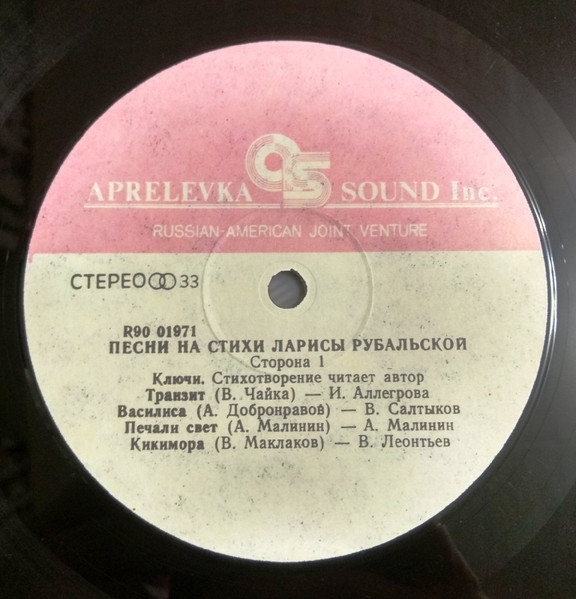 APRELEVKA ASS SOUND Inc.
RUSSIAN-AMERICAN JOINT VENTURE
СТЕРЕО 33
R90 01971
ПЕСНИ НА СТИХИ ЛАРИСЫ РУБАЛЬСКОЙ
Сторона 1
Ключи. Стихотворение читает автор
Транзит (В. Чайка) — И. Аллегрова
Василиса (А. Добронравов) — В. Салтыков
Печали свет (А. Малинин) — А. Малинин
Кикимора (В. Маклаков) — В. Леонтьев